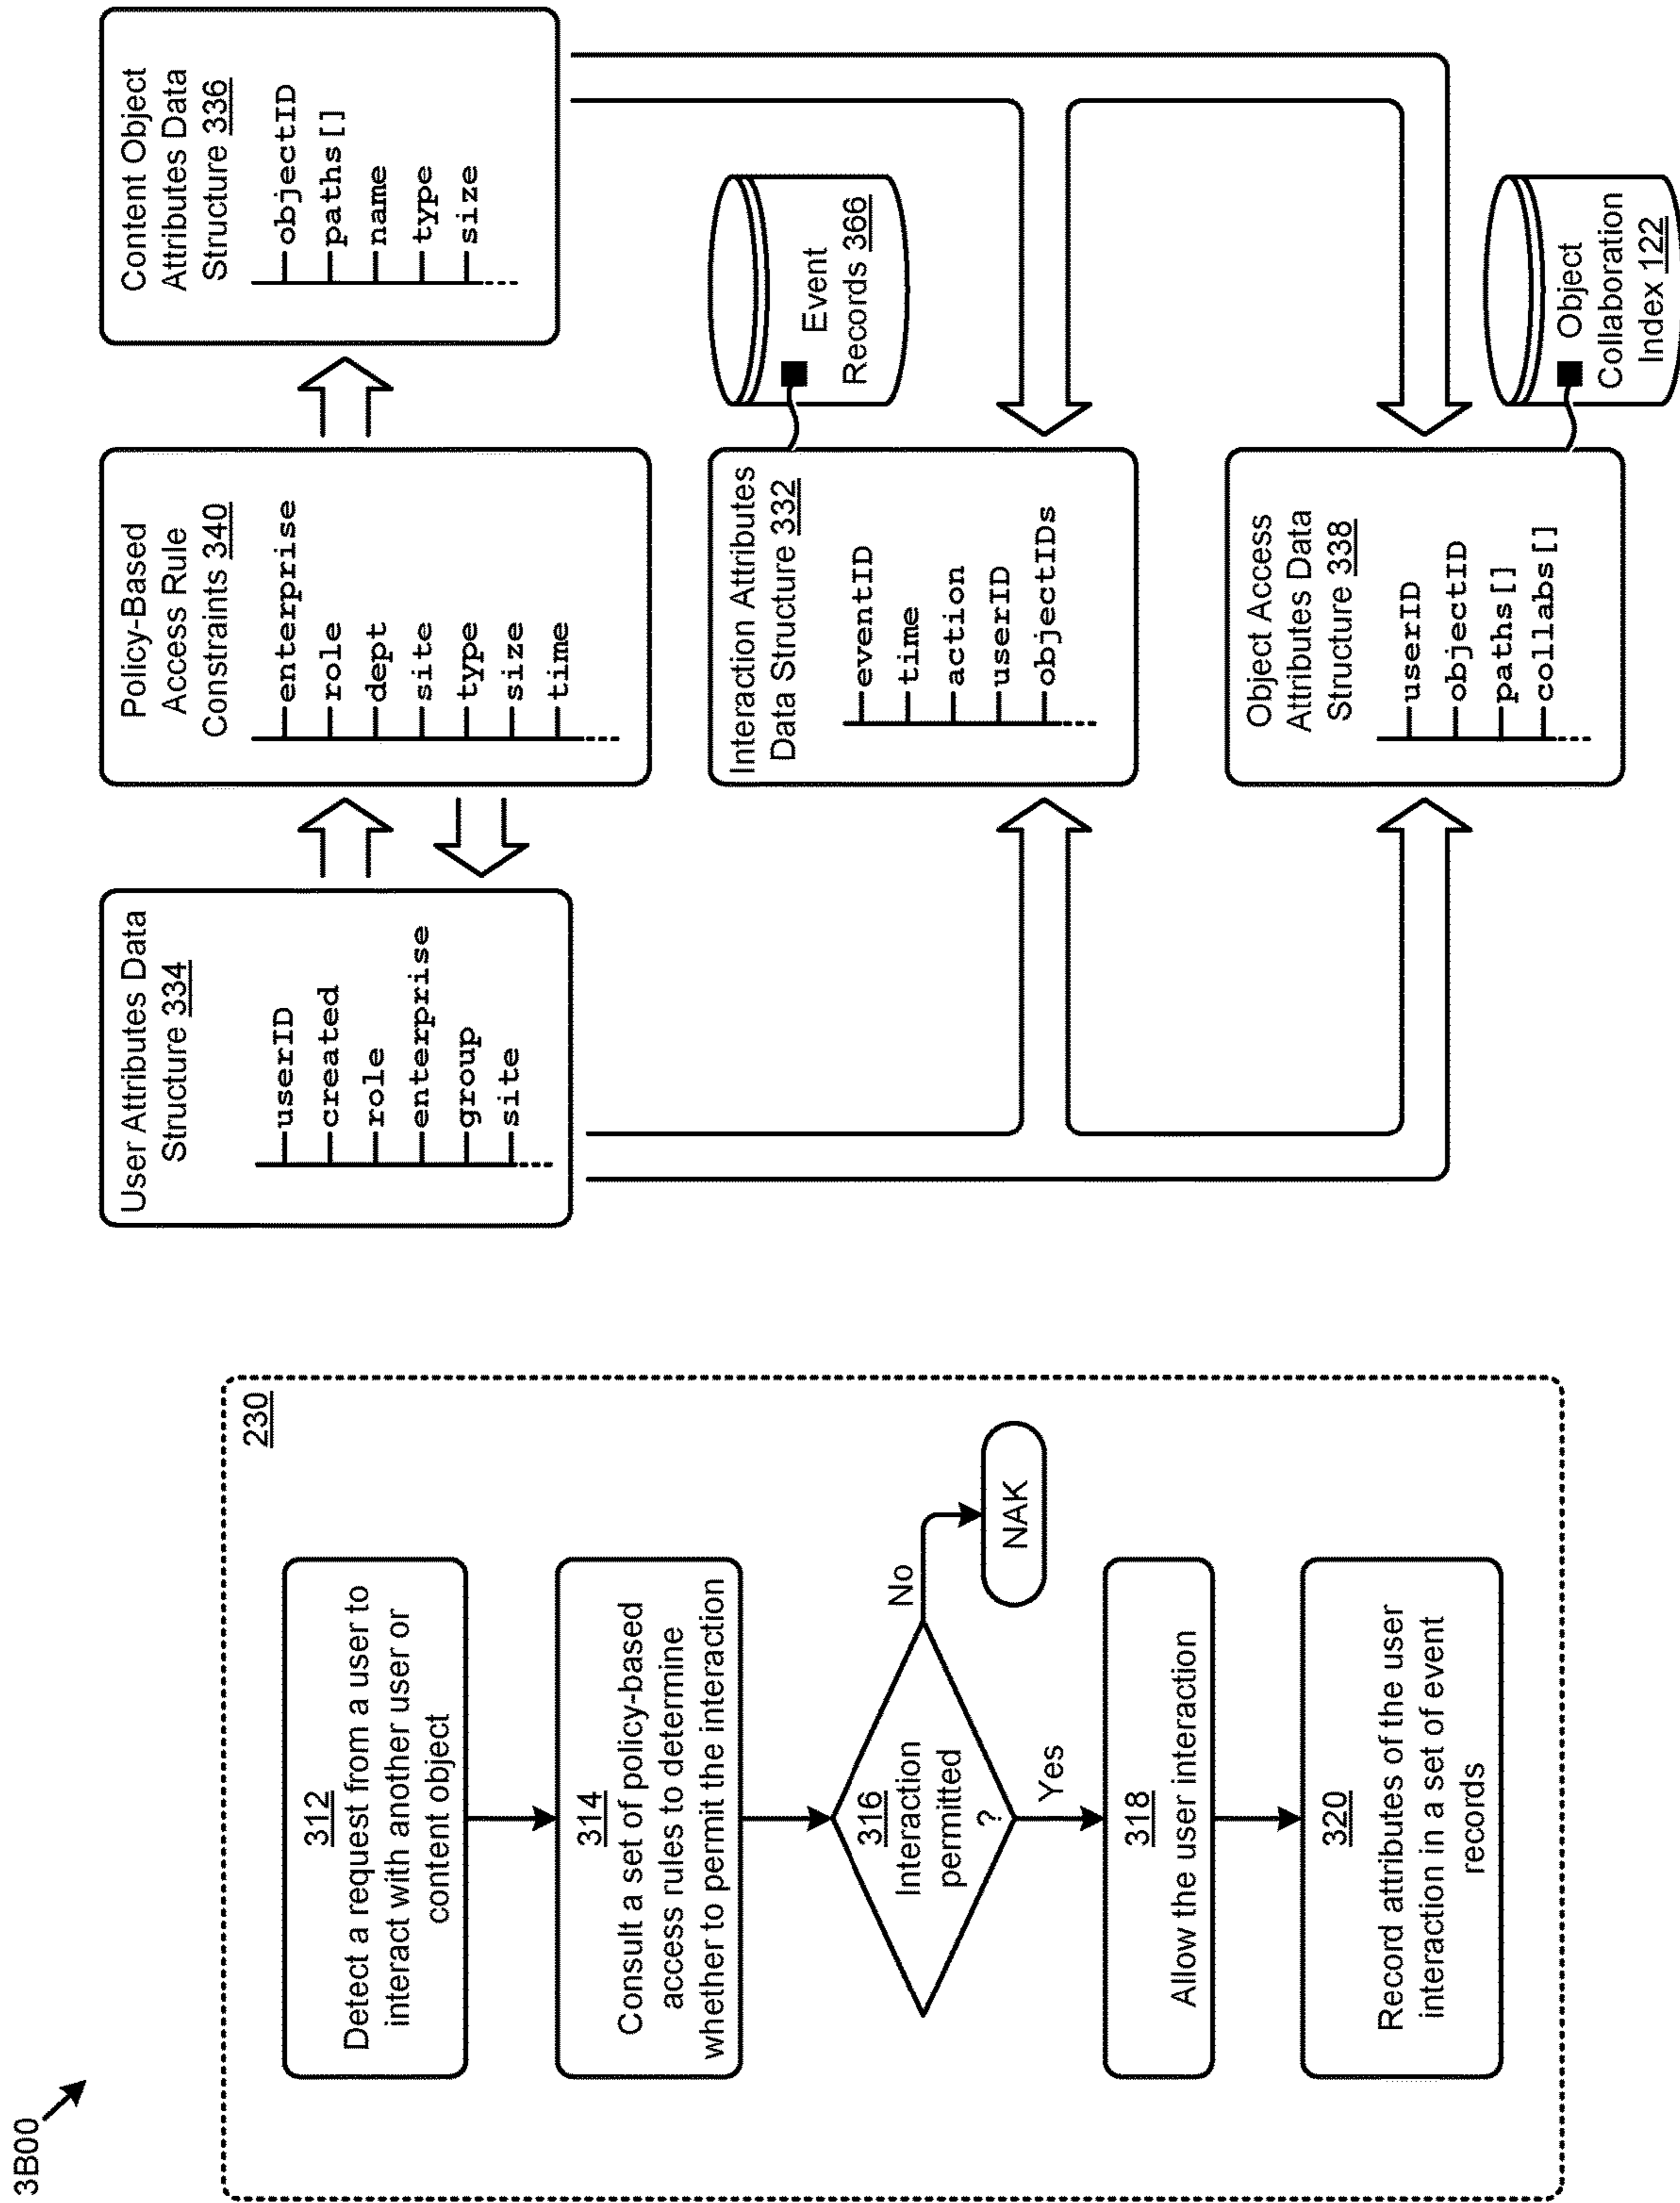 3B00
230
312
Detect a request from a user to
interact with another user or
content object
314
Consult a set of policy-based
access rules to determine
whether to permit the interaction
316
Interaction
permitted
?
No
NAK
Yes
318
Allow the user interaction
320
Record attributes of the user
interaction in a set of event
records
User Attributes Data
Structure 334
userID
created
role
enterprise
group
site
Policy-Based
Access Rule
Constraints 340
enterprise
role
dept
site
type
size
time
Content Object
Attributes Data
Structure 336
objectID
paths[]
name
type
size
Interaction Attributes
Data Structure 332
eventID
time
action
userID
objectIDs
Event
Records 366
Object Access
Attributes Data
Structure 338
userID
objectID
paths[]
collabs[]
Object
Collaboration
Index 122